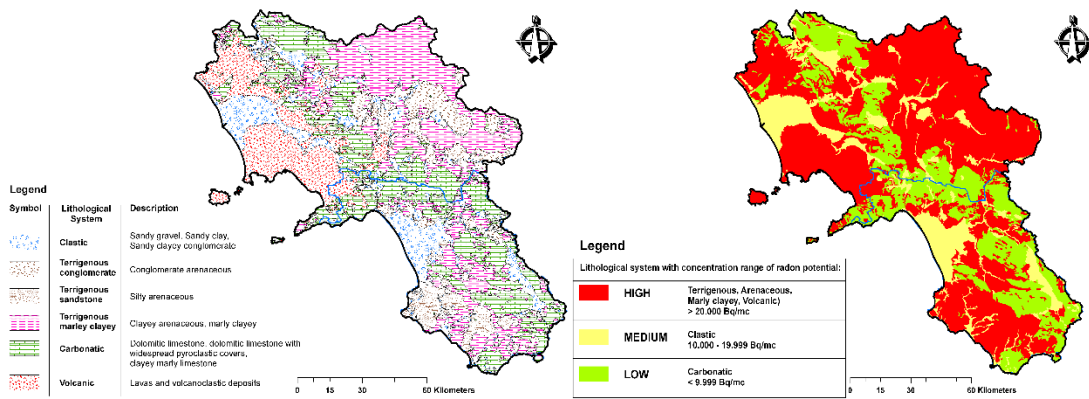 Legend
Symbol Lithological System Description
Clastic Sandy gravel, Sandy clay, Sandy clayey conglomerate
Terrigenous conglomerate Conglomerate arenaceous
Terrigenous sandstone Silty arenaceous
Terrigenous marley clayey Clayey arenaceous, marly clayey
Carbonatic Dolomitic limestone, dolomitic limestone with widespread pyroclastic covers, clayey marly limestone
Volcanic Lavas and volcanoclastic deposits
0 15 30 60 Kilometers
Legend
Lithological system with concentration range of radon potential:
HIGH Terrigenous, Arenaceous, Marly clayey, Volcanic)
> 20.000 Bq/mc
MEDIUM Clastic
10.000 - 19.999 Bq/mc
LOW Carbonatic
< 9.999 Bq/mc
0 15 30 60 Kilometers